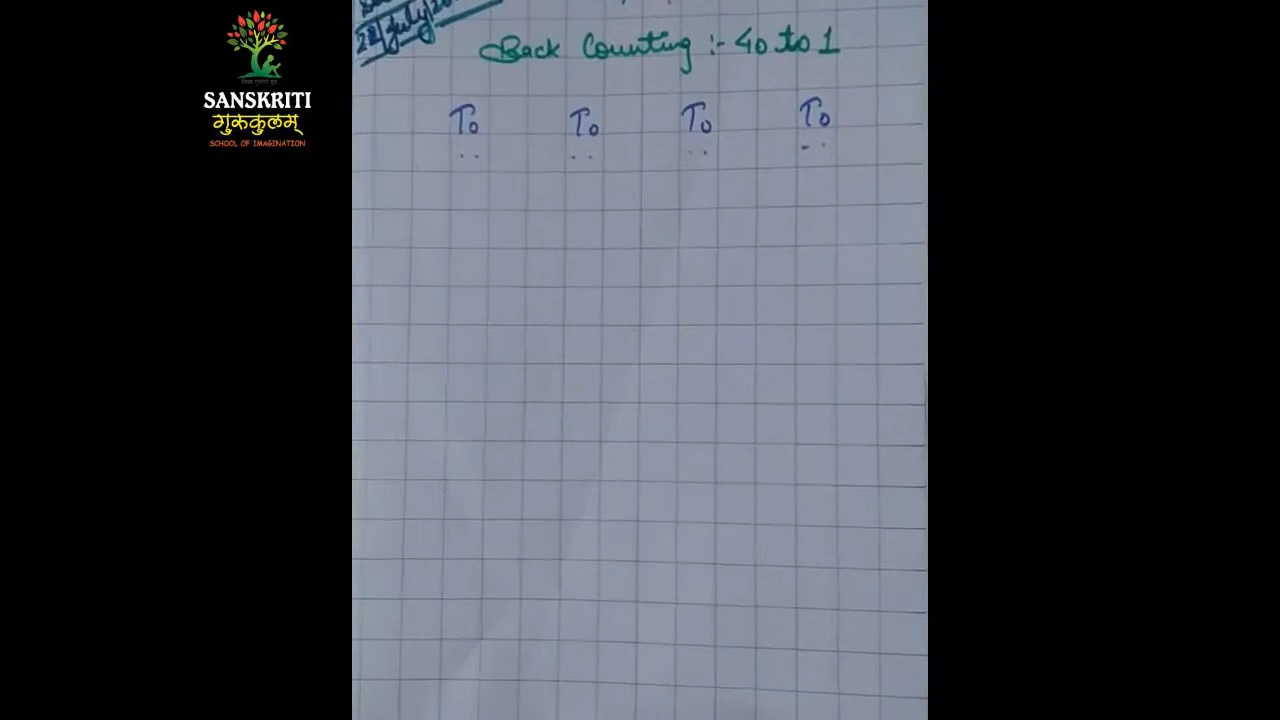 SANSKRITI
गुरुकुलम्
SCHOOL OF IMAGINATION
Back Counting :- 40 to 1
To To To To